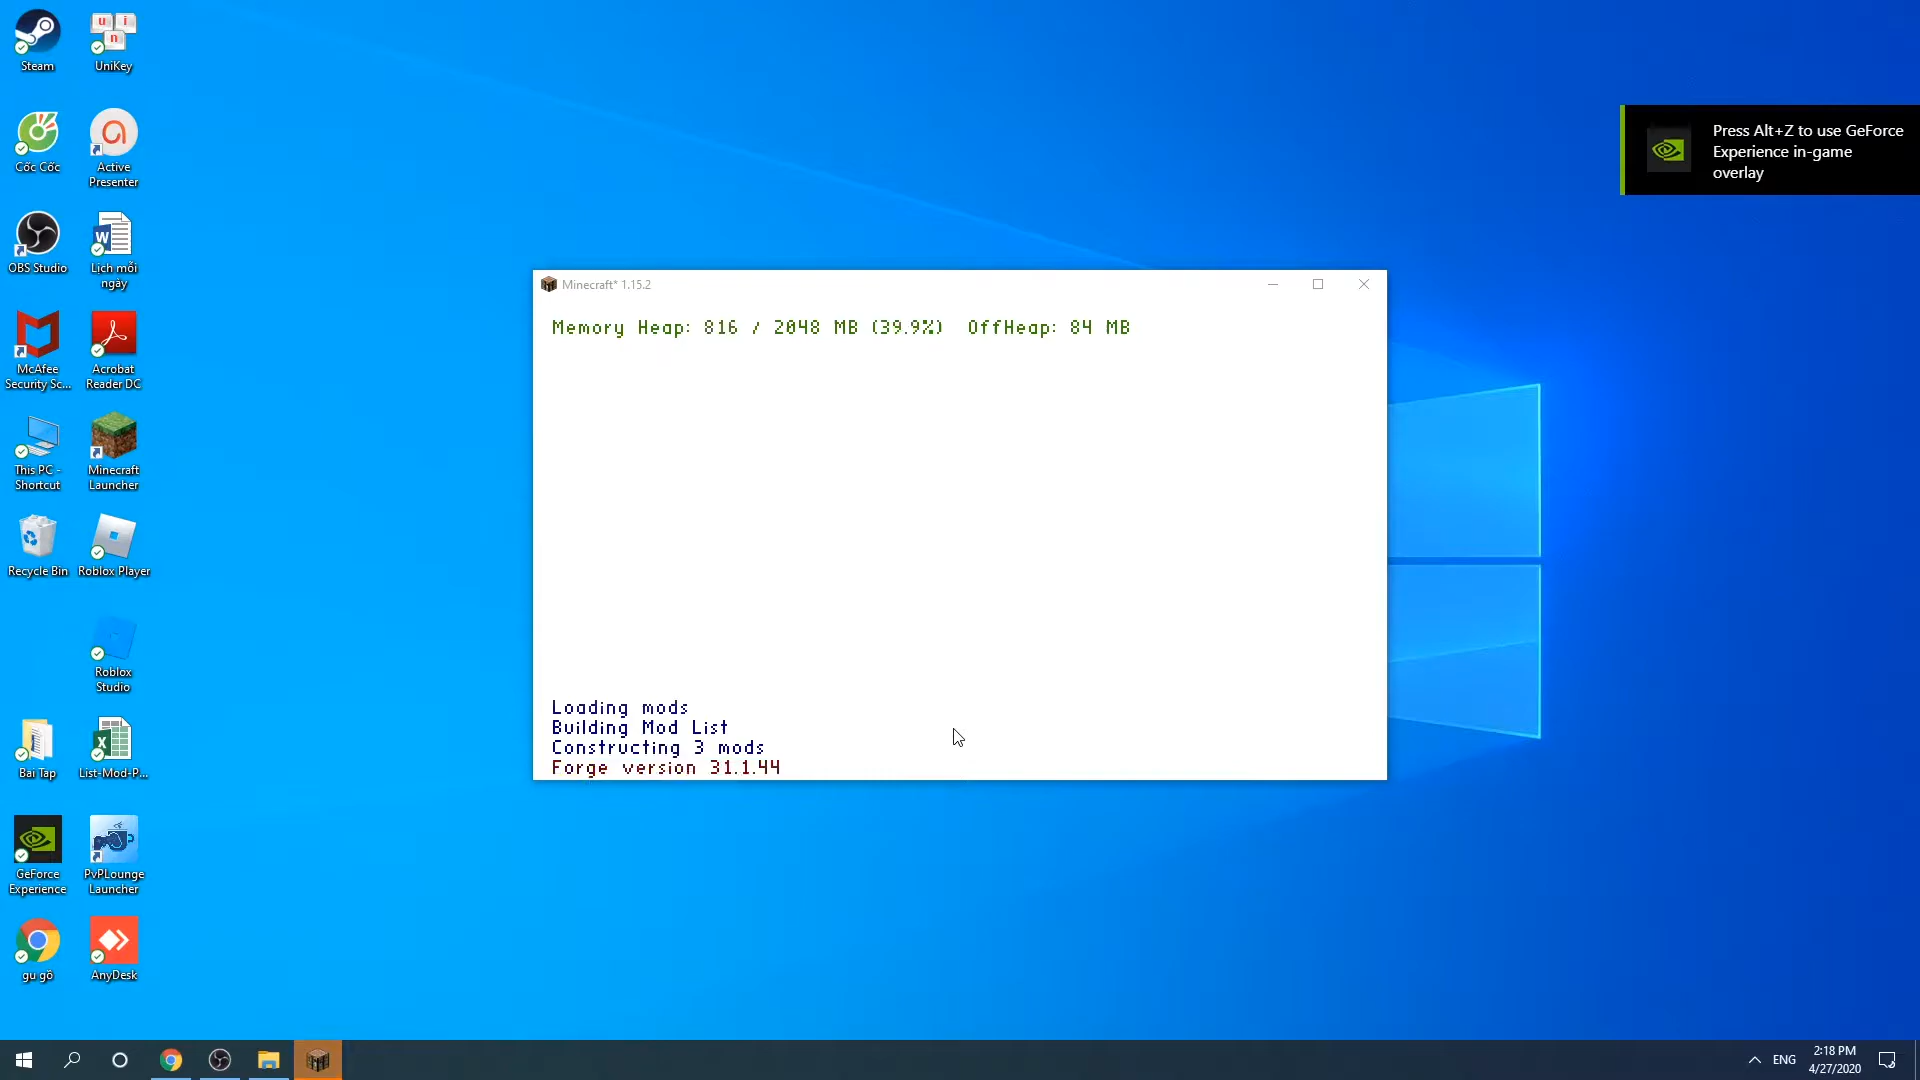 Steam
UniKey
Cốc Cốc
Active
Presenter
OBS Studio
W
Lịch mỗi
ngày
McAfee
Security Sc...
Acrobat
Reader DC
This PC -
Shortcut
Minecraft
Launcher
Recycle Bin
Roblox Player
Roblox
Studio
Bai Tap
List-Mod-P...
GeForce
Experience
PvPLounge
Launcher
gu gồ
AnyDesk
Press Alt+Z to use GeForce
Experience in-game
overlay
Minecraft* 1.15.2
Memory Heap: 816 / 2048 MB (39.9%) OffHeap: 84 MB
Loading mods
Building Mod List
Constructing 3 mods
Forge version 31.1.44
ENG
2:18 PM
4/27/2020